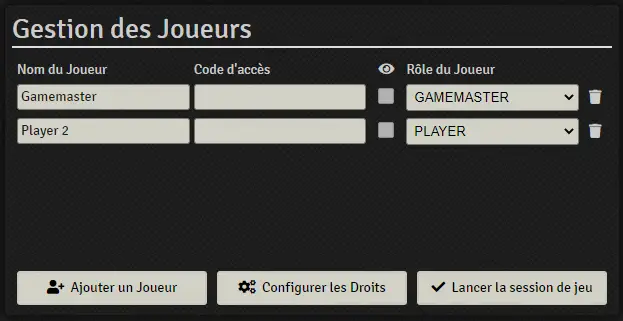 Gestion des Joueurs
Nom du Joueur Code d'accès Rôle du Joueur
Gamemaster GAMEMASTER
Player 2 PLAYER
Ajouter un Joueur Configurer les Droits Lancer la session de jeu